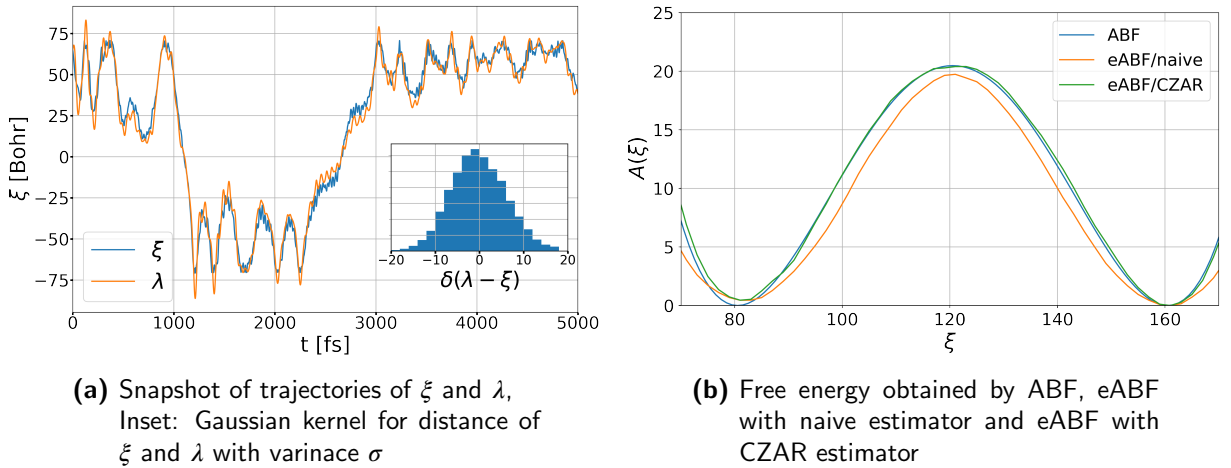 75
50
25
0
−25
−50
−75
ξ [Bohr]
ξ
λ
−20 −10 0 10 20
δ(λ − ξ)
0 1000 2000 3000 4000 5000
t [fs]
(a) Snapshot of trajectories of ξ and λ,
Inset: Gaussian kernel for distance of
ξ and λ with varinace σ
25
20
15
10
5
0
A(ξ)
ABF
eABF/naive
eABF/CZAR
80 100 120 140 160
ξ
(b) Free energy obtained by ABF, eABF
with naive estimator and eABF with
CZAR estimator